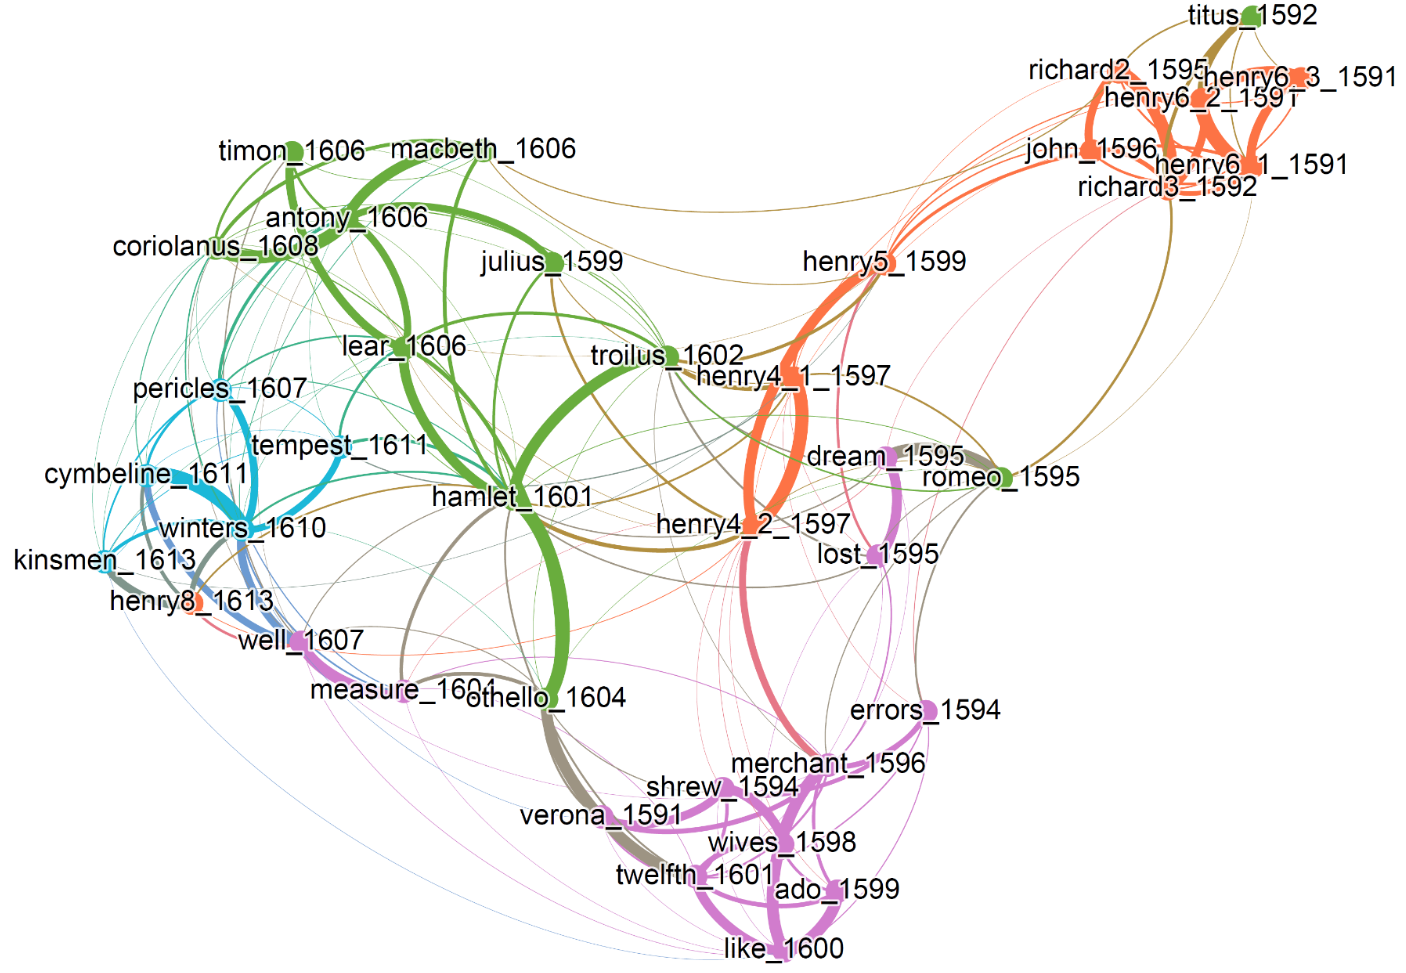 titus_1592
richard2_1595
henry6_3_1591
henry6_2_1591
timon_1606
macbeth_1606
john_1596
henry6_1_1591
richard3_1592
antony_1606
coriolanus_1608
julius_1599
henry5_1599
lear_1606
troilus_1602
henry4_1_1597
pericles_1607
tempest_1611
dream_1595
cymbeline_1611
romeo_1595
hamlet_1601
winters_1610
henry4_2_1597
lost_1595
kinsmen_1613
henry8_1613
well_1607
measure_1604
othello_1604
errors_1594
merchant_1596
shrew_1594
verona_1591
wives_1598
twelfth_1601
ado_1599
like_1600